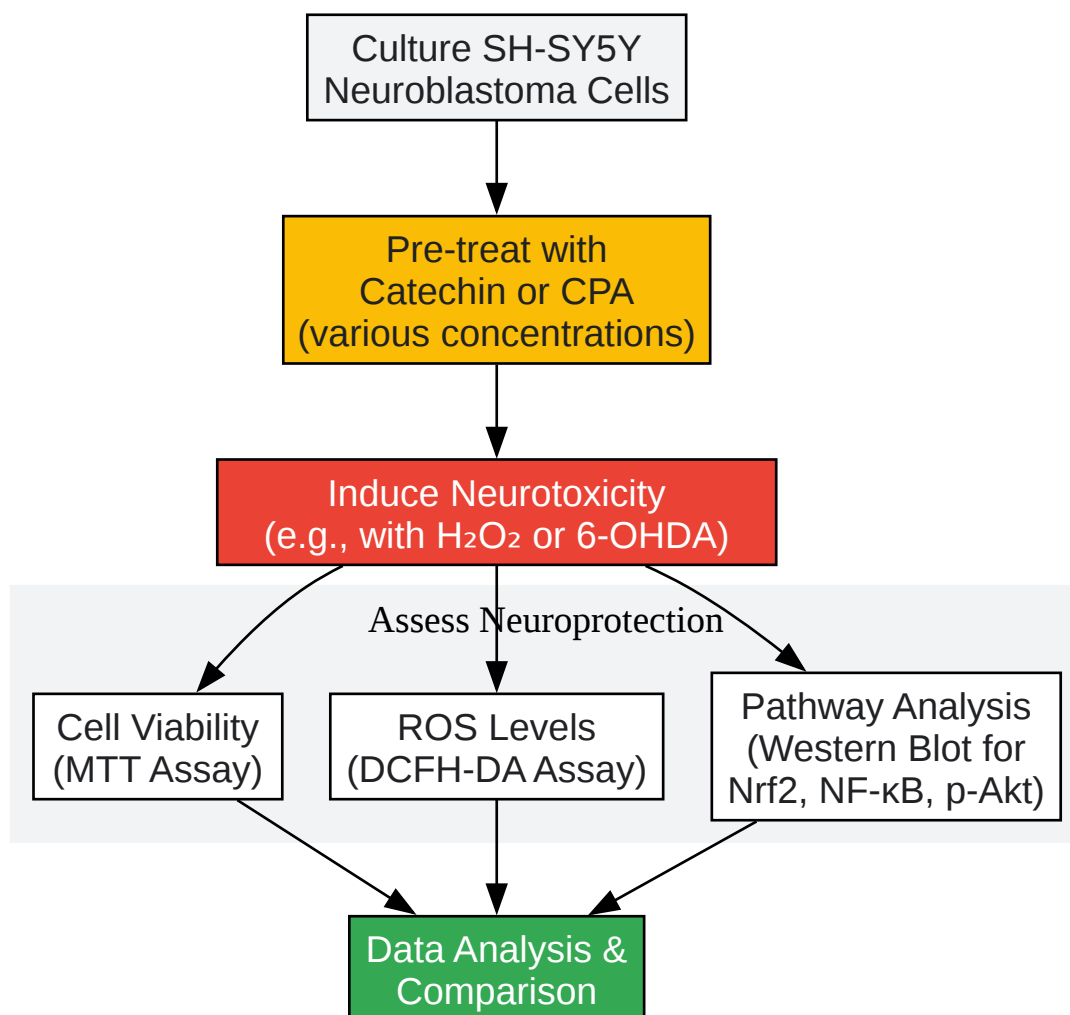 Culture SH-SY5Y
Neuroblastoma Cells
Pre-treat with
Catechin or CPA
(various concentrations)
Induce Neurotoxicity
(e.g., with H₂O₂ or 6-OHDA)
Assess Neuroprotection
Cell Viability
(MTT Assay)
ROS Levels
(DCFH-DA Assay)
Pathway Analysis
(Western Blot for
Nrf2, NF-κB, p-Akt)
Data Analysis &
Comparison